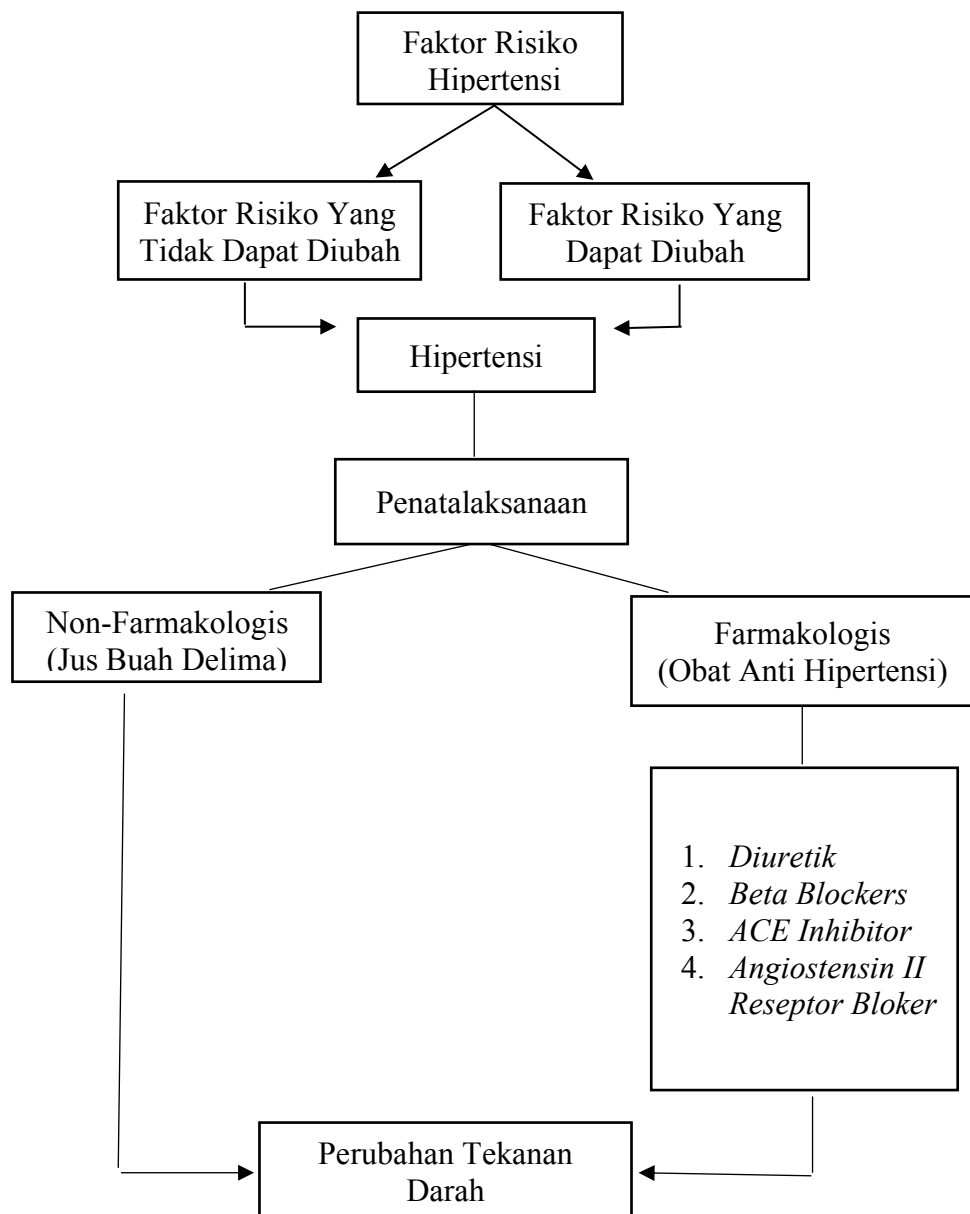 Faktor Risiko
Hipertensi
Faktor Risiko Yang
Tidak Dapat Diubah
Faktor Risiko Yang
Dapat Diubah
Hipertensi
Penatalaksanaan
Non-Farmakologis
(Jus Buah Delima)
Farmakologis
(Obat Anti Hipertensi)
1. Diuretik
2. Beta Blockers
3. ACE Inhibitor
4. Angiostensin II
Reseptor Bloker
Perubahan Tekanan
Darah